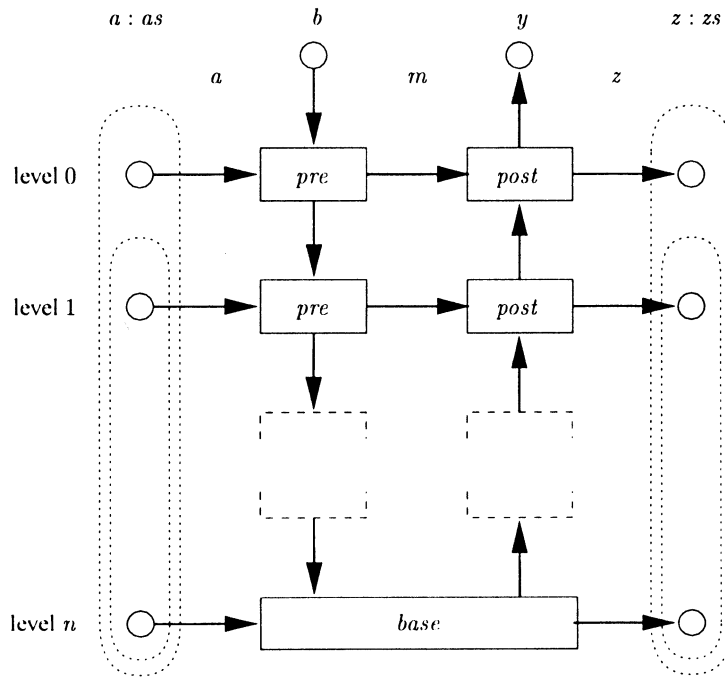 a : as b y z : zs
a m z
level 0 pre post
level 1 pre post
level n base